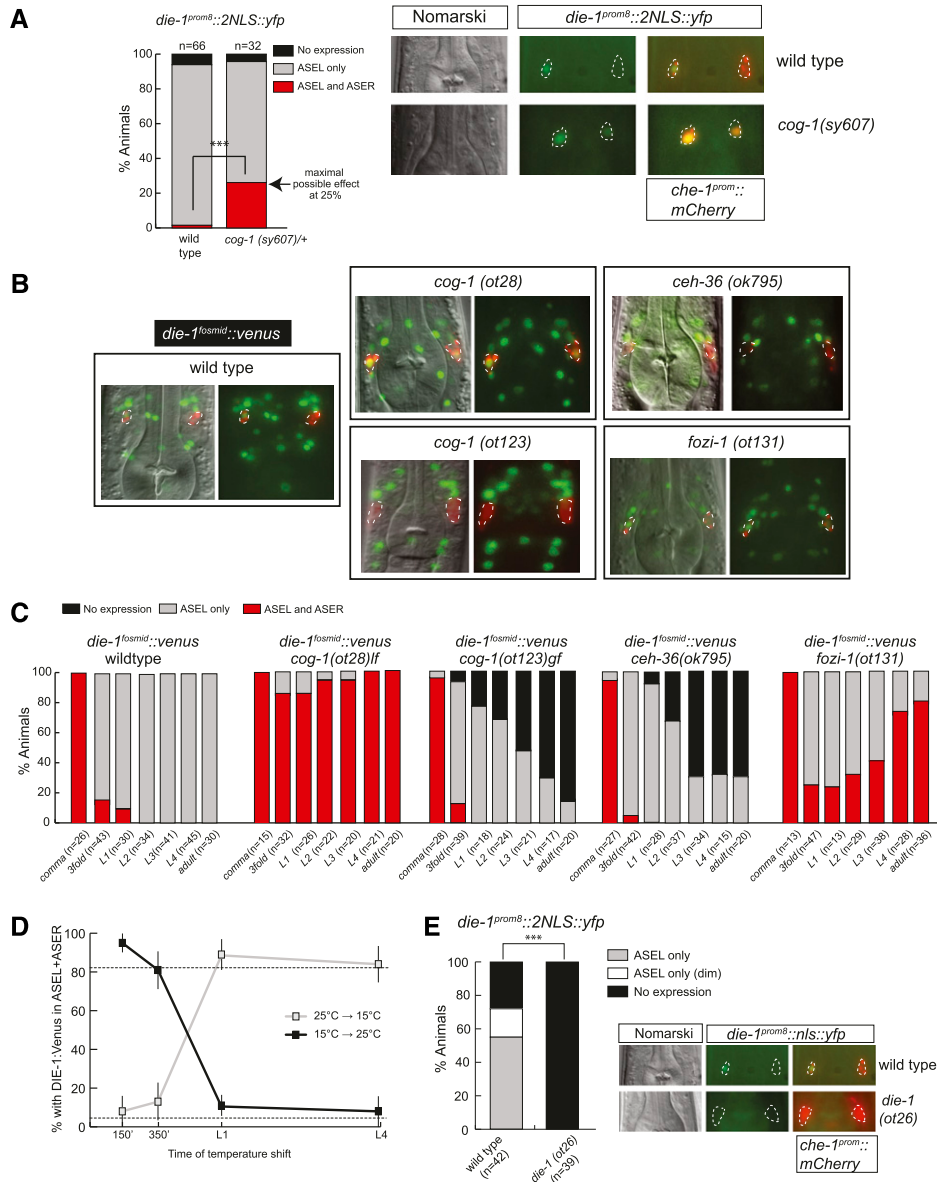 A
die-1prom8::2NLS::yfp
n=66 n=32
No expression
ASEL only
ASEL and ASER
% Animals
100
80
60
40
20
0
***
maximal
possible effect
at 25%
wild
type
cog-1 (sy607)/+
Nomarski
die-1prom8::2NLS::yfp
wild type
cog-1(sy607)
che-1prom::
mCherry
B
die-1fosmid::venus
wild type
cog-1 (ot28)
ceh-36 (ok795)
cog-1 (ot123)
fozi-1 (ot131)
C
No expression
ASEL only
ASEL and ASER
die-1fosmid::venus
wildtype
die-1fosmid::venus
cog-1(ot28)lf
die-1fosmid::venus
cog-1(ot123)gf
die-1fosmid::venus
ceh-36(ok795)
die-1fosmid::venus
fozi-1(ot131)
% Animals
100
80
60
40
20
0
comma (n=26)
3fold (n=43)
L1 (n=30)
L2 (n=34)
L3(n=41)
L4 (n=45)
adult (n=30)
comma (n=15)
3fold (n=32)
L1 (n=26)
L2 (n=22)
L3 (n=20)
L4 (n=21)
adult (n=20)
comma (n=28)
3fold (n=39)
L1 (n=18)
L2 (n=24)
L3 (n=21)
L4 (n=17)
adult (n=20)
comma (n=27)
3fold (n=42)
L1 (n=28)
L2 (n=37)
L3 (n=34)
L4 (n=15)
adult (n=20)
comma (n=13)
3fold (n=47)
L1 (n=21)
L2 (n=29)
L3 (n=38)
L4 (n=28)
adult (n=36)
D
% with DIE-1:Venus in ASEL+ASER
100
80
60
40
20
0
25°C → 15°C
15°C → 25°C
150'
350'
L1
L4
Time of temperature shift
E
die-1prom8::2NLS::yfp
***
ASEL only
ASEL only (dim)
No expression
% Animals
100
80
60
40
20
0
wild type
(n=42)
die-1 (ot26)
(n=39)
Nomarski
die-1prom8::nls::yfp
wild type
die-1
(ot26)
che-1prom::
mCherry